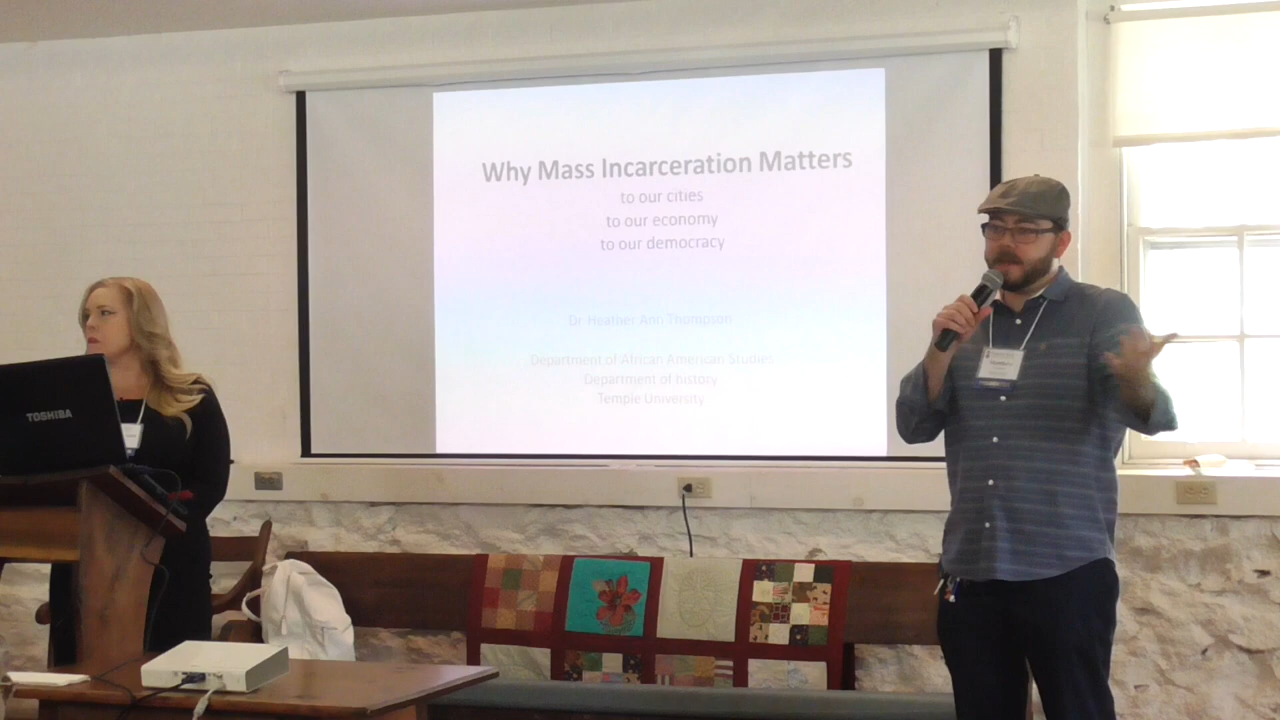 Why Mass Incarceration Matters
to our cities
to our economy
to our democracy
Dr Heather Ann Thompson
Department of African American Studies
Department of history
Temple University
TOSHIBA